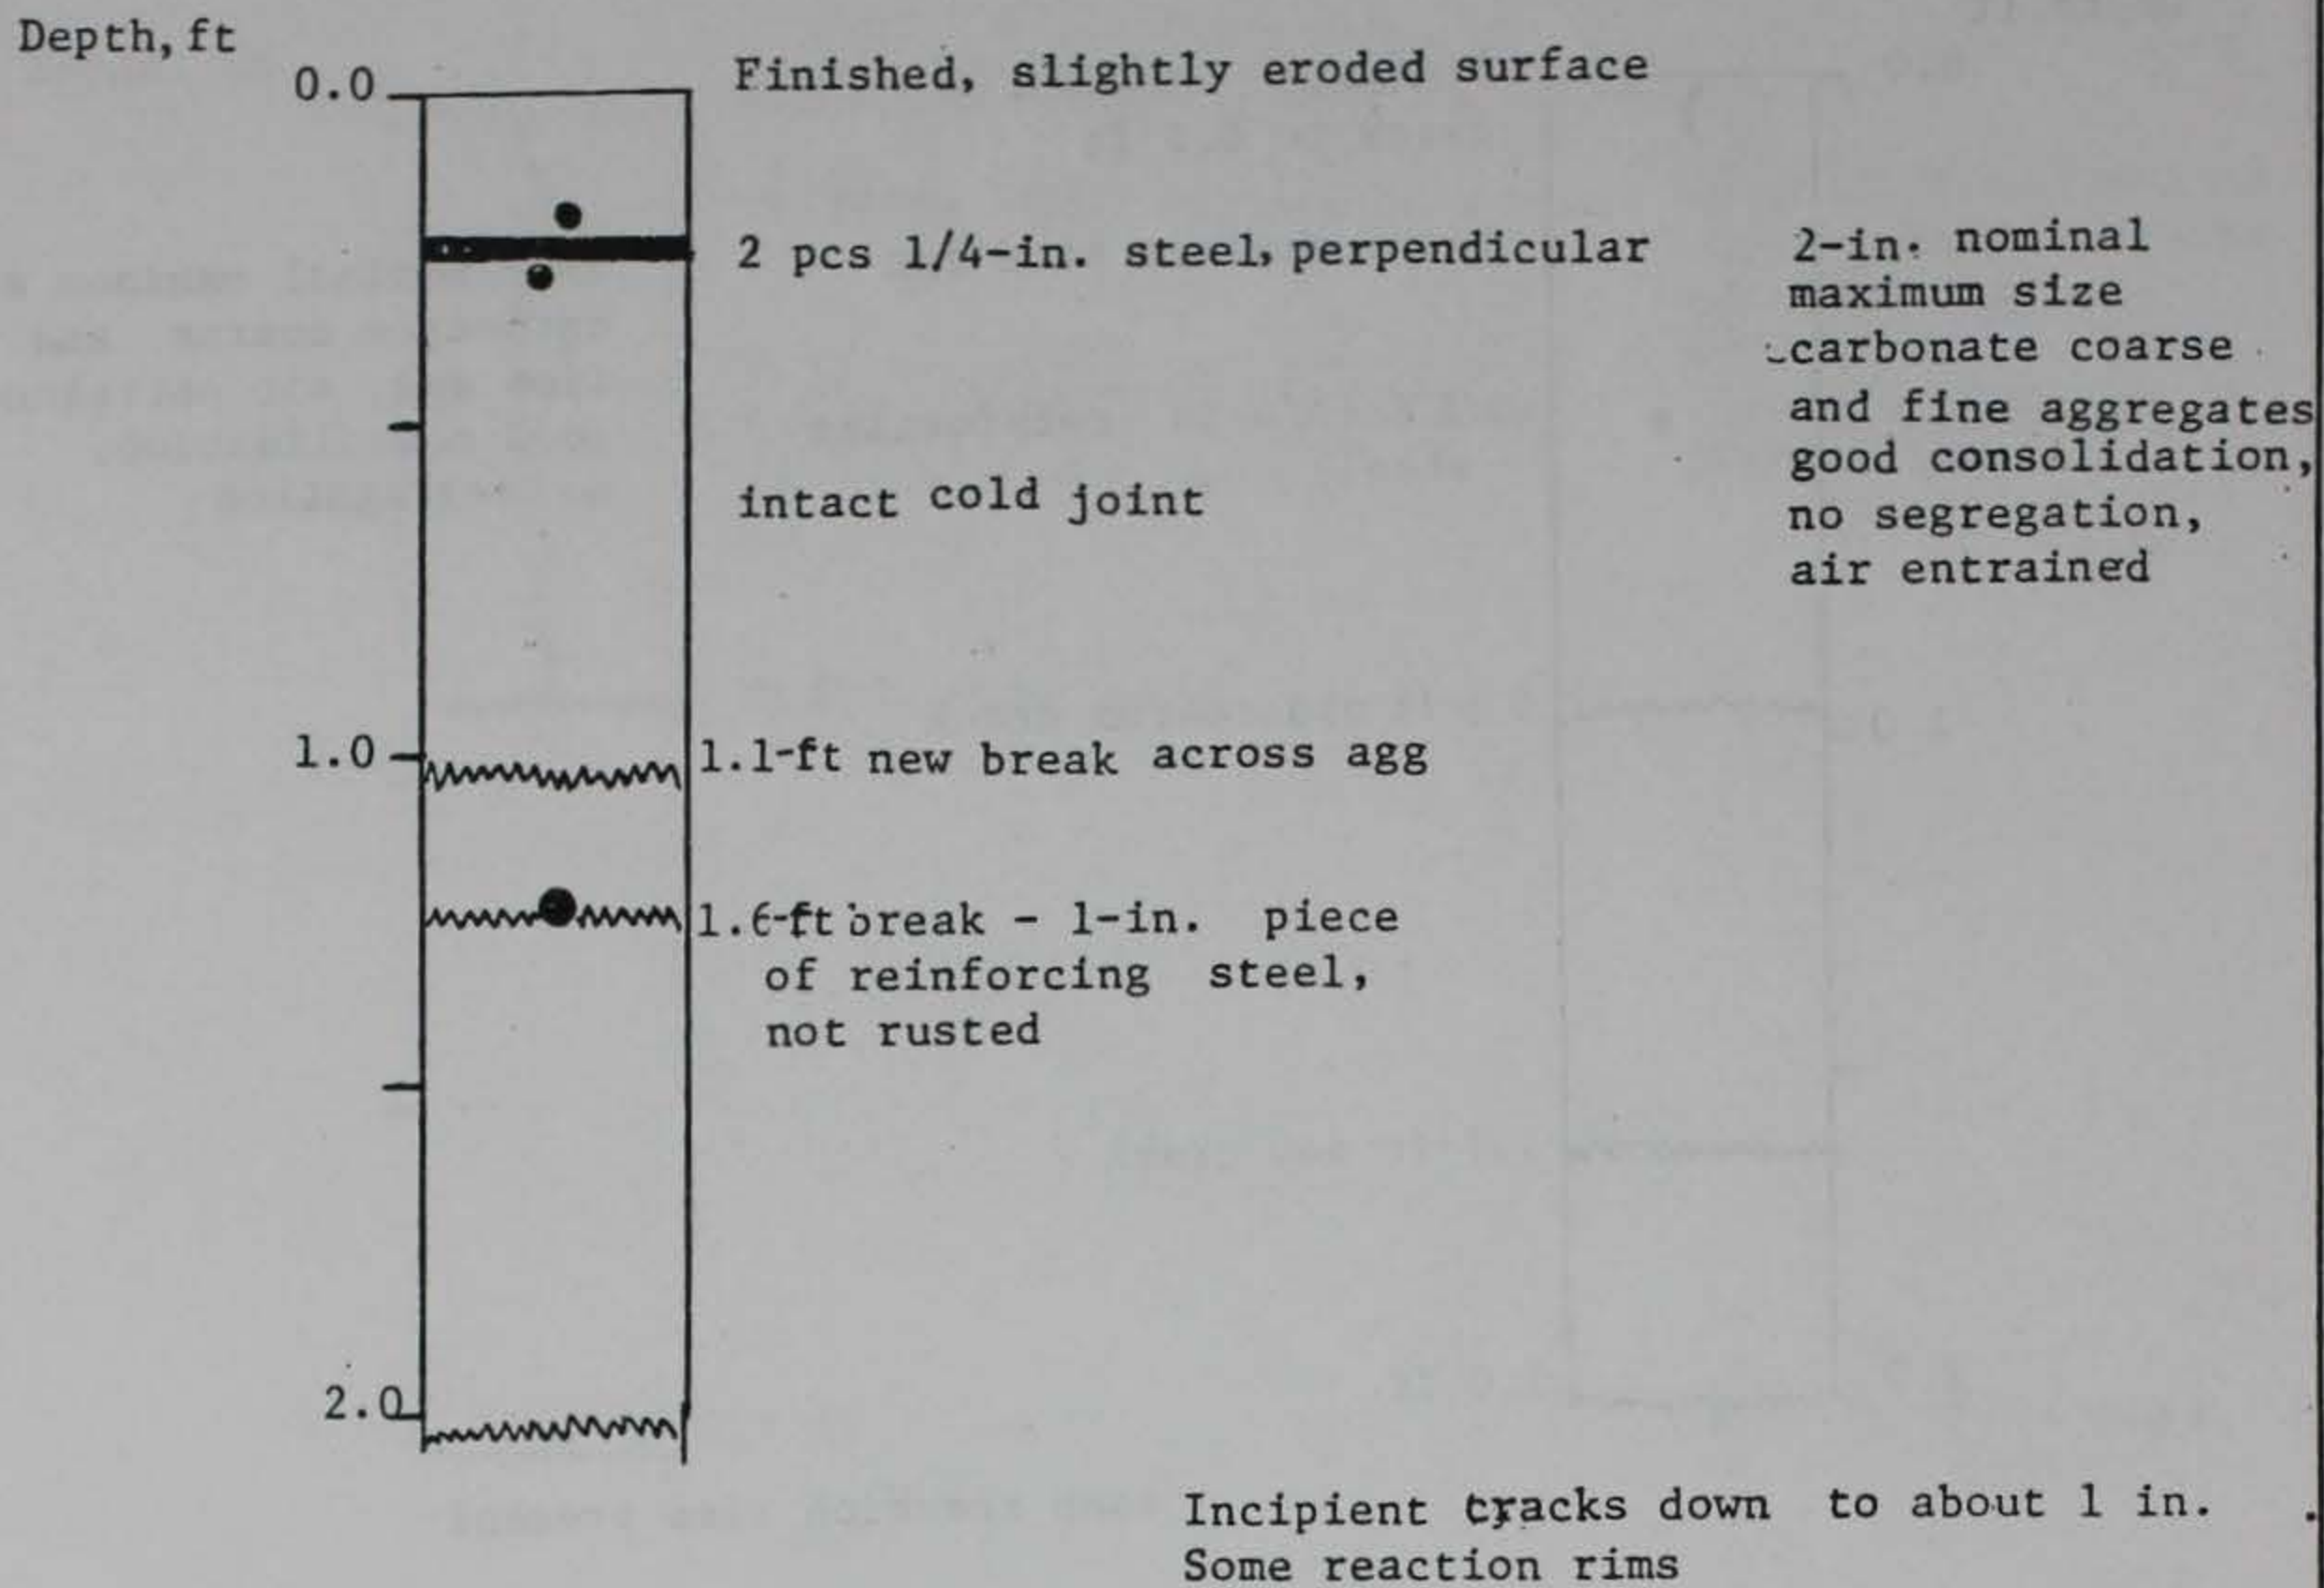 Depth, ft
0.0
Finished, slightly eroded surface
2 pcs 1/4-in. steel, perpendicular
2-in. nominal
maximum size
carbonate coarse
and fine aggregates
good consolidation,
no segregation,
air entrained
intact cold joint
1.0
1.1-ft new break across agg
1.6-ft break - 1-in. piece
of reinforcing steel,
not rusted
2.0
Incipient cracks down to about 1 in.
Some reaction rims